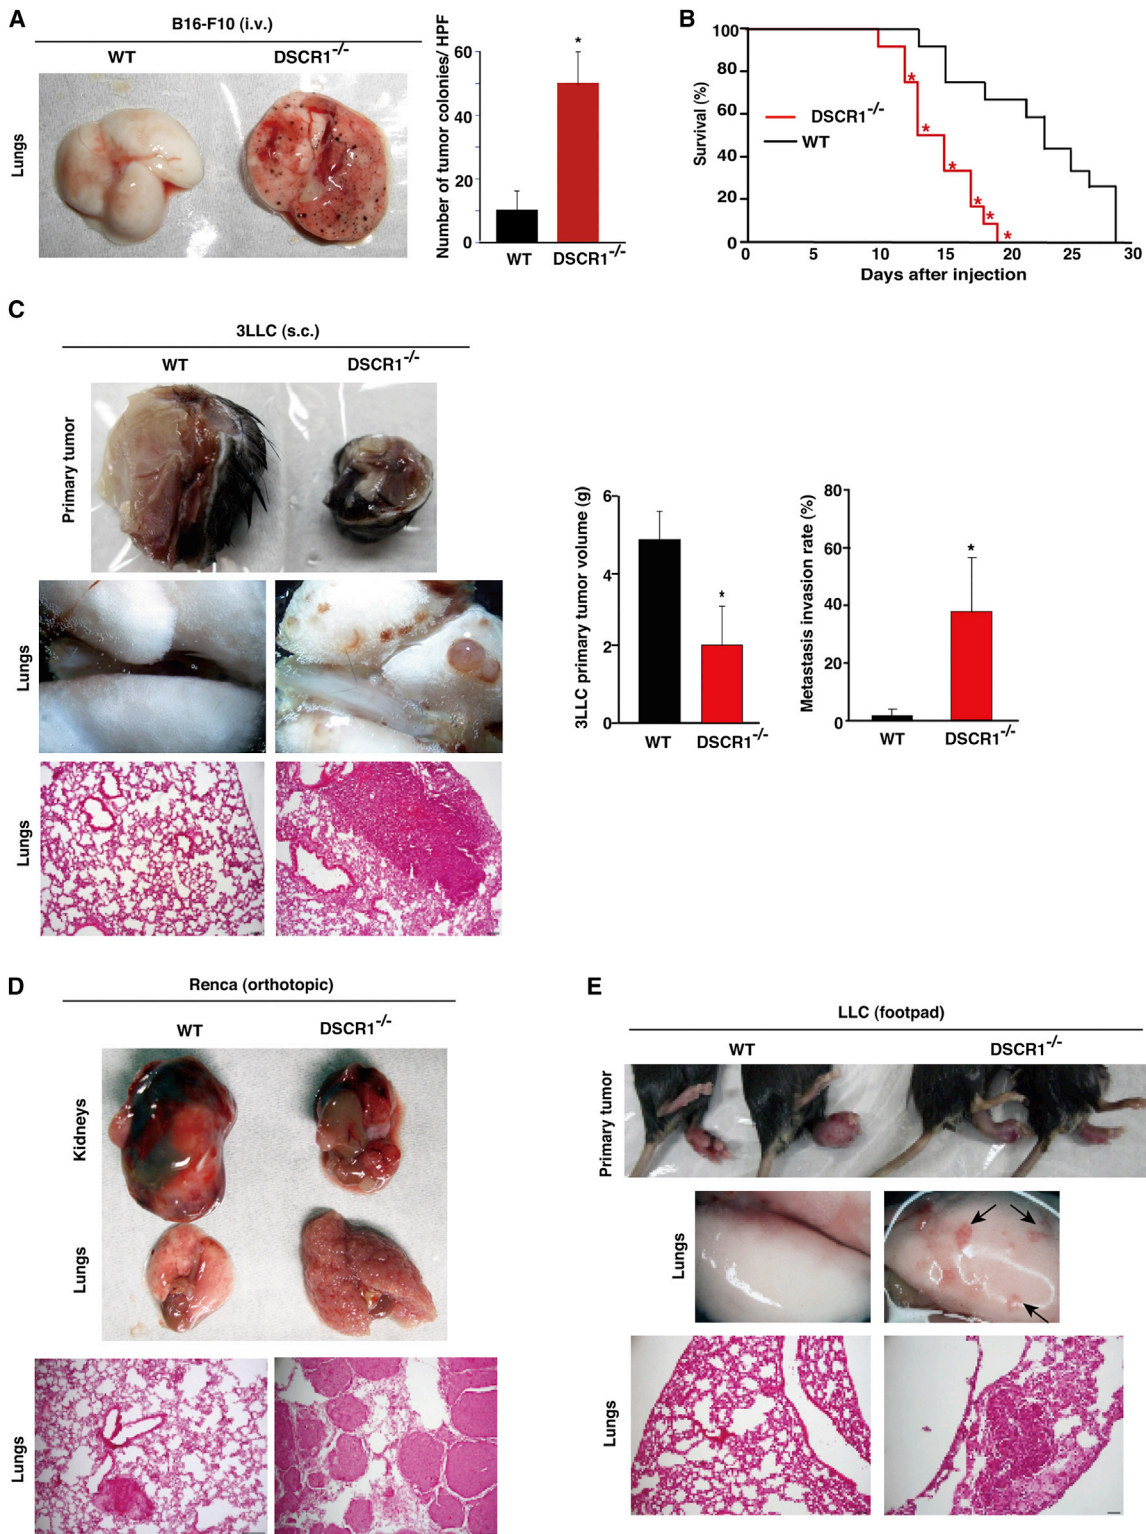 A
B16-F10 (i.v.)
WT DSCR1-/-
Lungs
Number of tumor colonies/ HPF
60
40
20
0
*
WT DSCR1-/-
B
Survival (%)
100
80
60
40
20
0
DSCR1-/-
WT
* * * * * *
0 5 10 15 20 25 30
Days after injection
C
3LLC (s.c.)
WT DSCR1-/-
Primary tumor
Lungs
Lungs
3LLC primary tumor volume (g)
6
4
2
0
*
WT DSCR1-/-
Metastasis invasion rate (%)
80
60
40
20
0
*
WT DSCR1-/-
D
Renca (orthotopic)
WT DSCR1-/-
Kidneys
Lungs
Lungs
E
LLC (footpad)
WT DSCR1-/-
Primary tumor
Lungs
Lungs